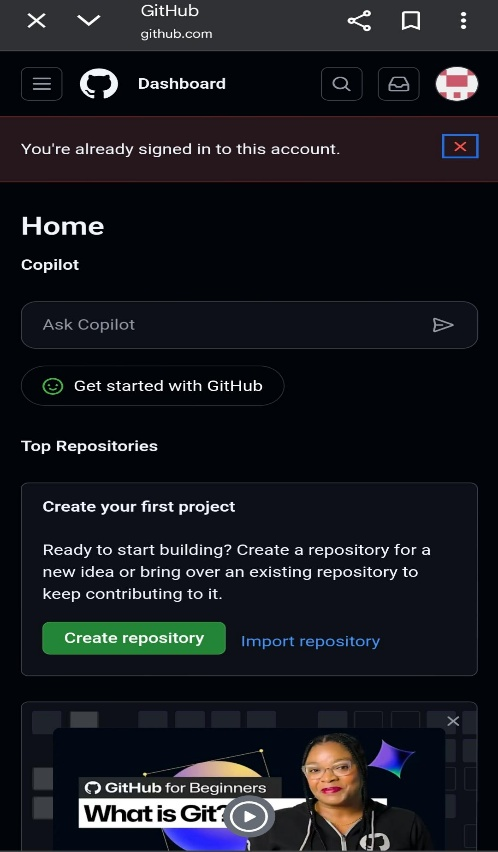 GitHub
github.com
Dashboard
You're already signed in to this account.
Home
Copilot
Ask Copilot
Get started with GitHub
Top Repositories
Create your first project
Ready to start building? Create a repository for a
new idea or bring over an existing repository to
keep contributing to it.
Create repository
Import repository
GitHub for Beginners
What is Git?